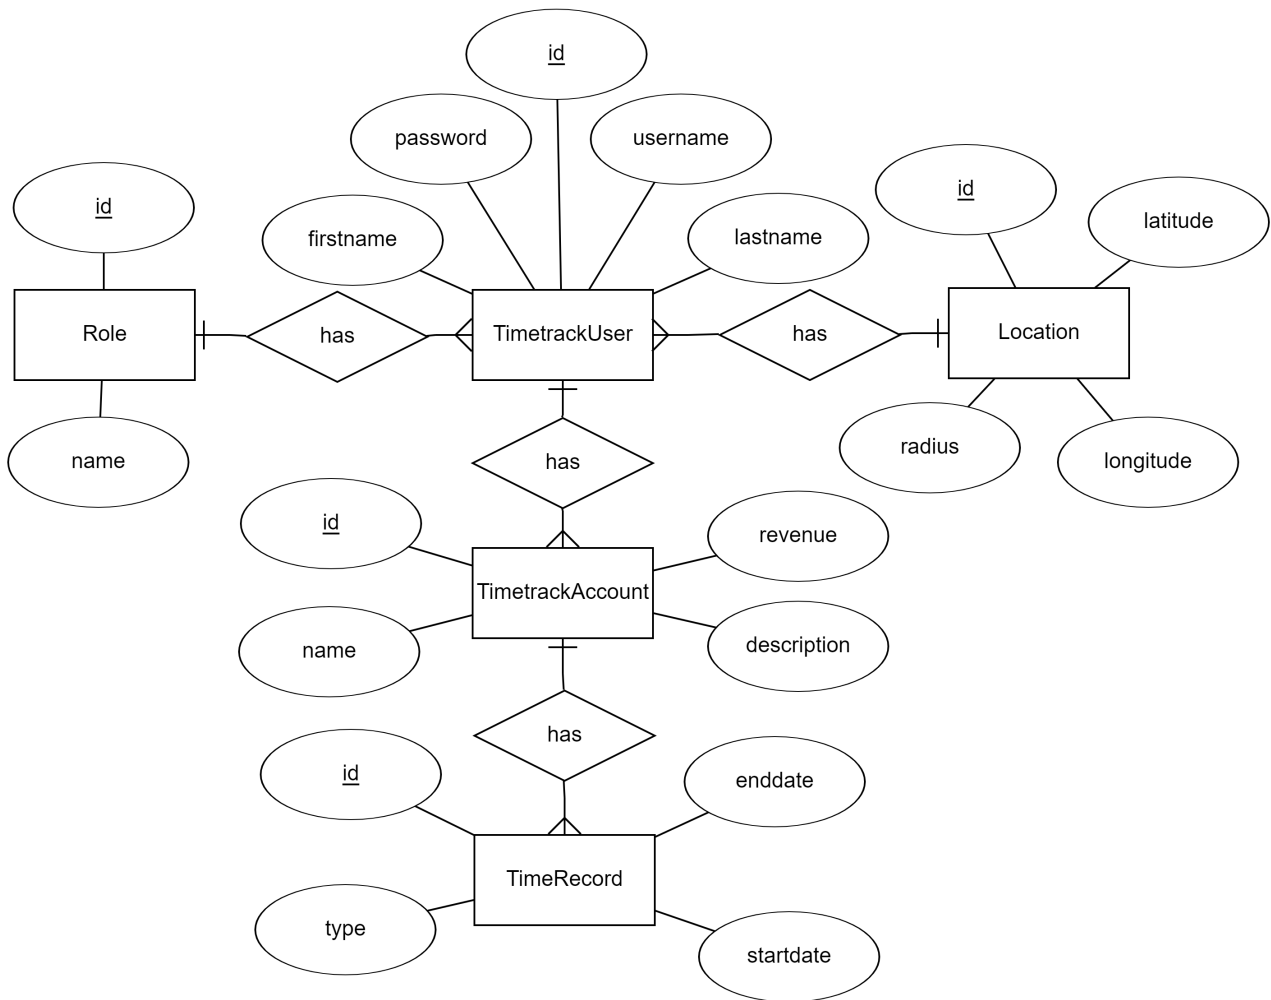 id
password
username
id
id
latitude
firstname
lastname
Role
has
TimetrackUser
has
Location
name
has
radius
longitude
id
revenue
TimetrackAccount
name
description
has
id
enddate
TimeRecord
type
startdate